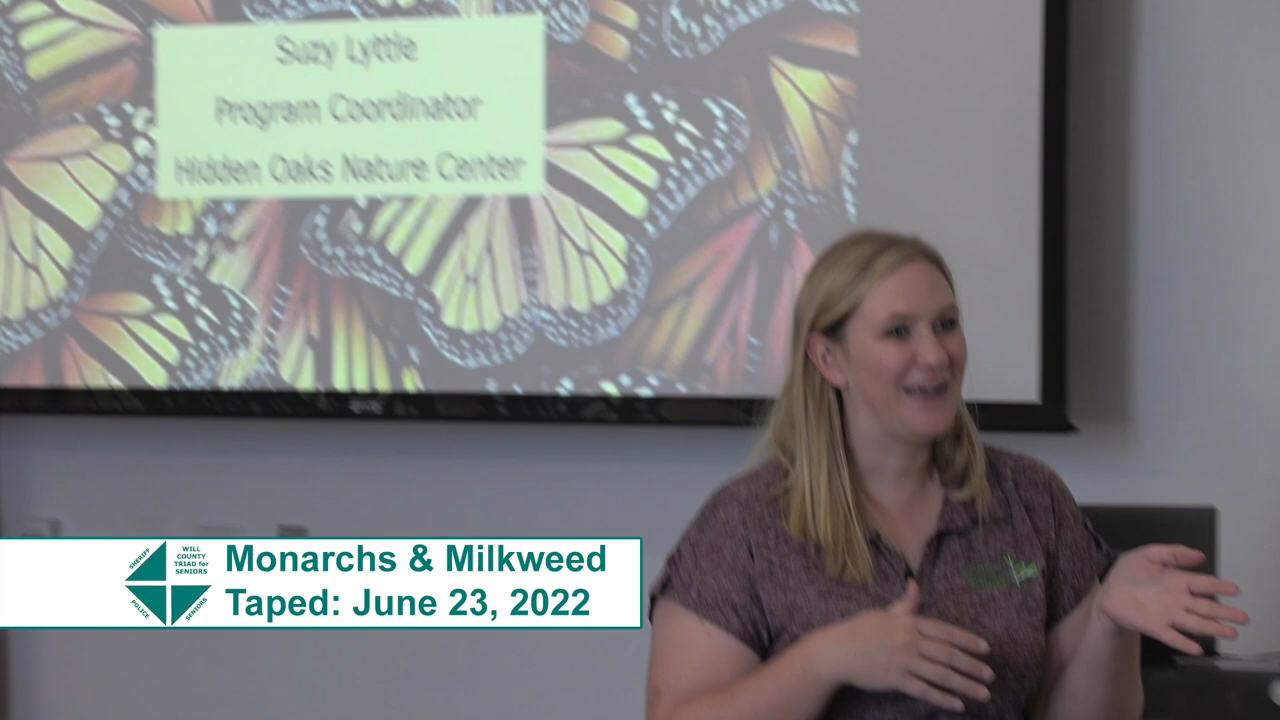 Suzy Lyttle
Program Coordinator
Hidden Oaks Nature Center
SHERIFF
WILL
COUNTY
TRIAD for
SENIORS
POLICE
SENIORS
Monarchs & Milkweed
Taped: June 23, 2022